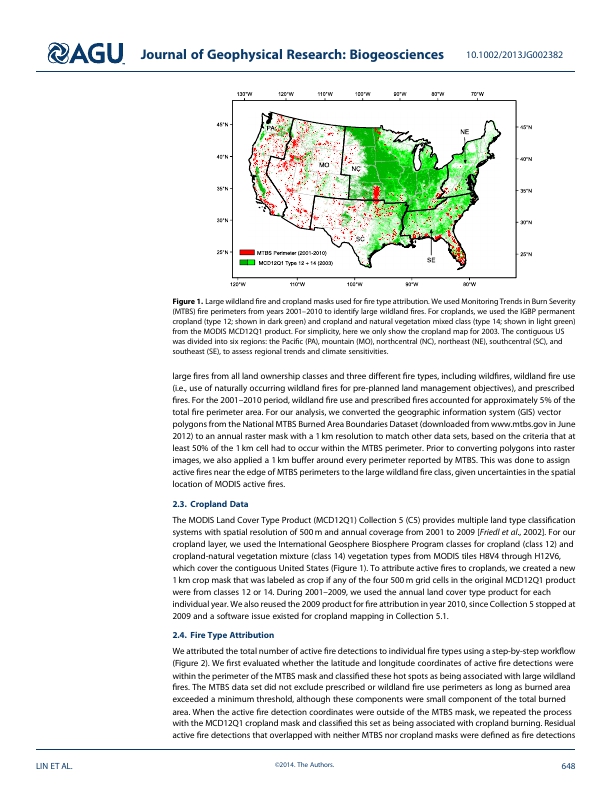 AGU
Journal of Geophysical Research: Biogeosciences
10.1002/2013JG002382
130°W 120°W 110°W 100°W 90°W 80°W 70°W
45°N
40°N
35°N
30°N
25°N
45°N
40°N
35°N
30°N
25°N
PA
MO
NC
NE
SC
SE
MTBS Perimeter (2001-2010)
MCD12Q1 Type 12 + 14 (2003)
120°W 110°W 100°W 90°W 80°W
Figure 1. Large wildland fire and cropland masks used for fire type attribution. We used Monitoring Trends in Burn Severity
(MTBS) fire perimeters from years 2001–2010 to identify large wildland fires. For croplands, we used the IGBP permanent
cropland (type 12; shown in dark green) and cropland and natural vegetation mixed class (type 14; shown in light green)
from the MODIS MCD12Q1 product. For simplicity, here we only show the cropland map for 2003. The contiguous US
was divided into six regions: the Pacific (PA), mountain (MO), northcentral (NC), northeast (NE), southcentral (SC), and
southeast (SE), to assess regional trends and climate sensitivities.
large fires from all land ownership classes and three different fire types, including wildfires, wildland fire use
(i.e., use of naturally occurring wildland fires for pre-planned land management objectives), and prescribed
fires. For the 2001–2010 period, wildland fire use and prescribed fires accounted for approximately 5% of the
total fire perimeter area. For our analysis, we converted the geographic information system (GIS) vector
polygons from the National MTBS Burned Area Boundaries Dataset (downloaded from www.mtbs.gov in June
2012) to an annual raster mask with a 1 km resolution to match other data sets, based on the criteria that at
least 50% of the 1 km cell had to occur within the MTBS perimeter. Prior to converting polygons into raster
images, we also applied a 1 km buffer around every perimeter reported by MTBS. This was done to assign
active fires near the edge of MTBS perimeters to the large wildland fire class, given uncertainties in the spatial
location of MODIS active fires.
2.3. Cropland Data
The MODIS Land Cover Type Product (MCD12Q1) Collection 5 (C5) provides multiple land type classification
systems with spatial resolution of 500 m and annual coverage from 2001 to 2009 [Friedl et al., 2002]. For our
cropland layer, we used the International Geosphere Biosphere Program classes for cropland (class 12) and
cropland-natural vegetation mixture (class 14) vegetation types from MODIS tiles H8V4 through H12V6,
which cover the contiguous United States (Figure 1). To attribute active fires to croplands, we created a new
1 km crop mask that was labeled as crop if any of the four 500 m grid cells in the original MCD12Q1 product
were from classes 12 or 14. During 2001–2009, we used the annual land cover type product for each
individual year. We also reused the 2009 product for fire attribution in year 2010, since Collection 5 stopped at
2009 and a software issue existed for cropland mapping in Collection 5.1.
2.4. Fire Type Attribution
We attributed the total number of active fire detections to individual fire types using a step-by-step workflow
(Figure 2). We first evaluated whether the latitude and longitude coordinates of active fire detections were
within the perimeter of the MTBS mask and classified these hot spots as being associated with large wildland
fires. The MTBS data set did not exclude prescribed or wildland fire use perimeters as long as burned area
exceeded a minimum threshold, although these components were small component of the total burned
area. When the active fire detection coordinates were outside of the MTBS mask, we repeated the process
with the MCD12Q1 cropland mask and classified this set as being associated with cropland burning. Residual
active fire detections that overlapped with neither MTBS nor cropland masks were defined as fire detections
LIN ET AL.
©2014. The Authors.
648